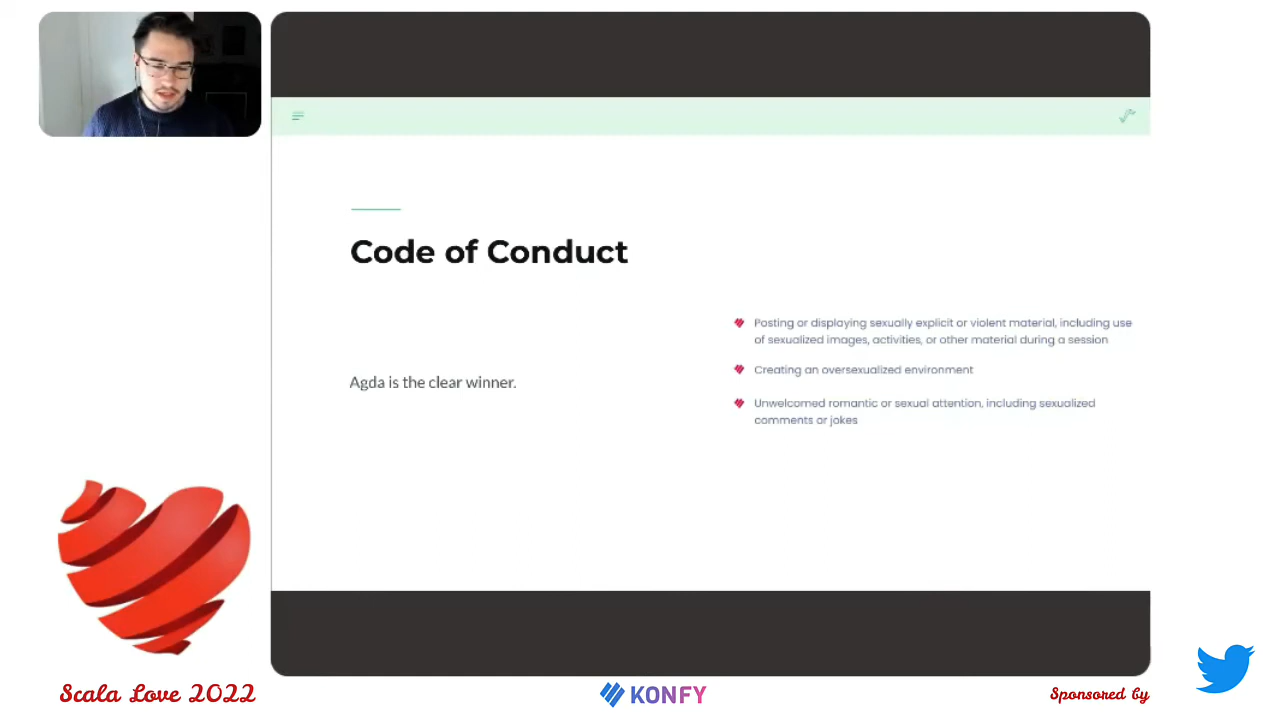 Code of Conduct
Agda is the clear winner.
Posting or displaying sexually explicit or violent material, including use
of sexualized images, activities, or other material during a session
Creating an oversexualized environment
Unwelcomed romantic or sexual attention, including sexualized
comments or jokes
Scala Love 2022
KONFY
Sponsored by